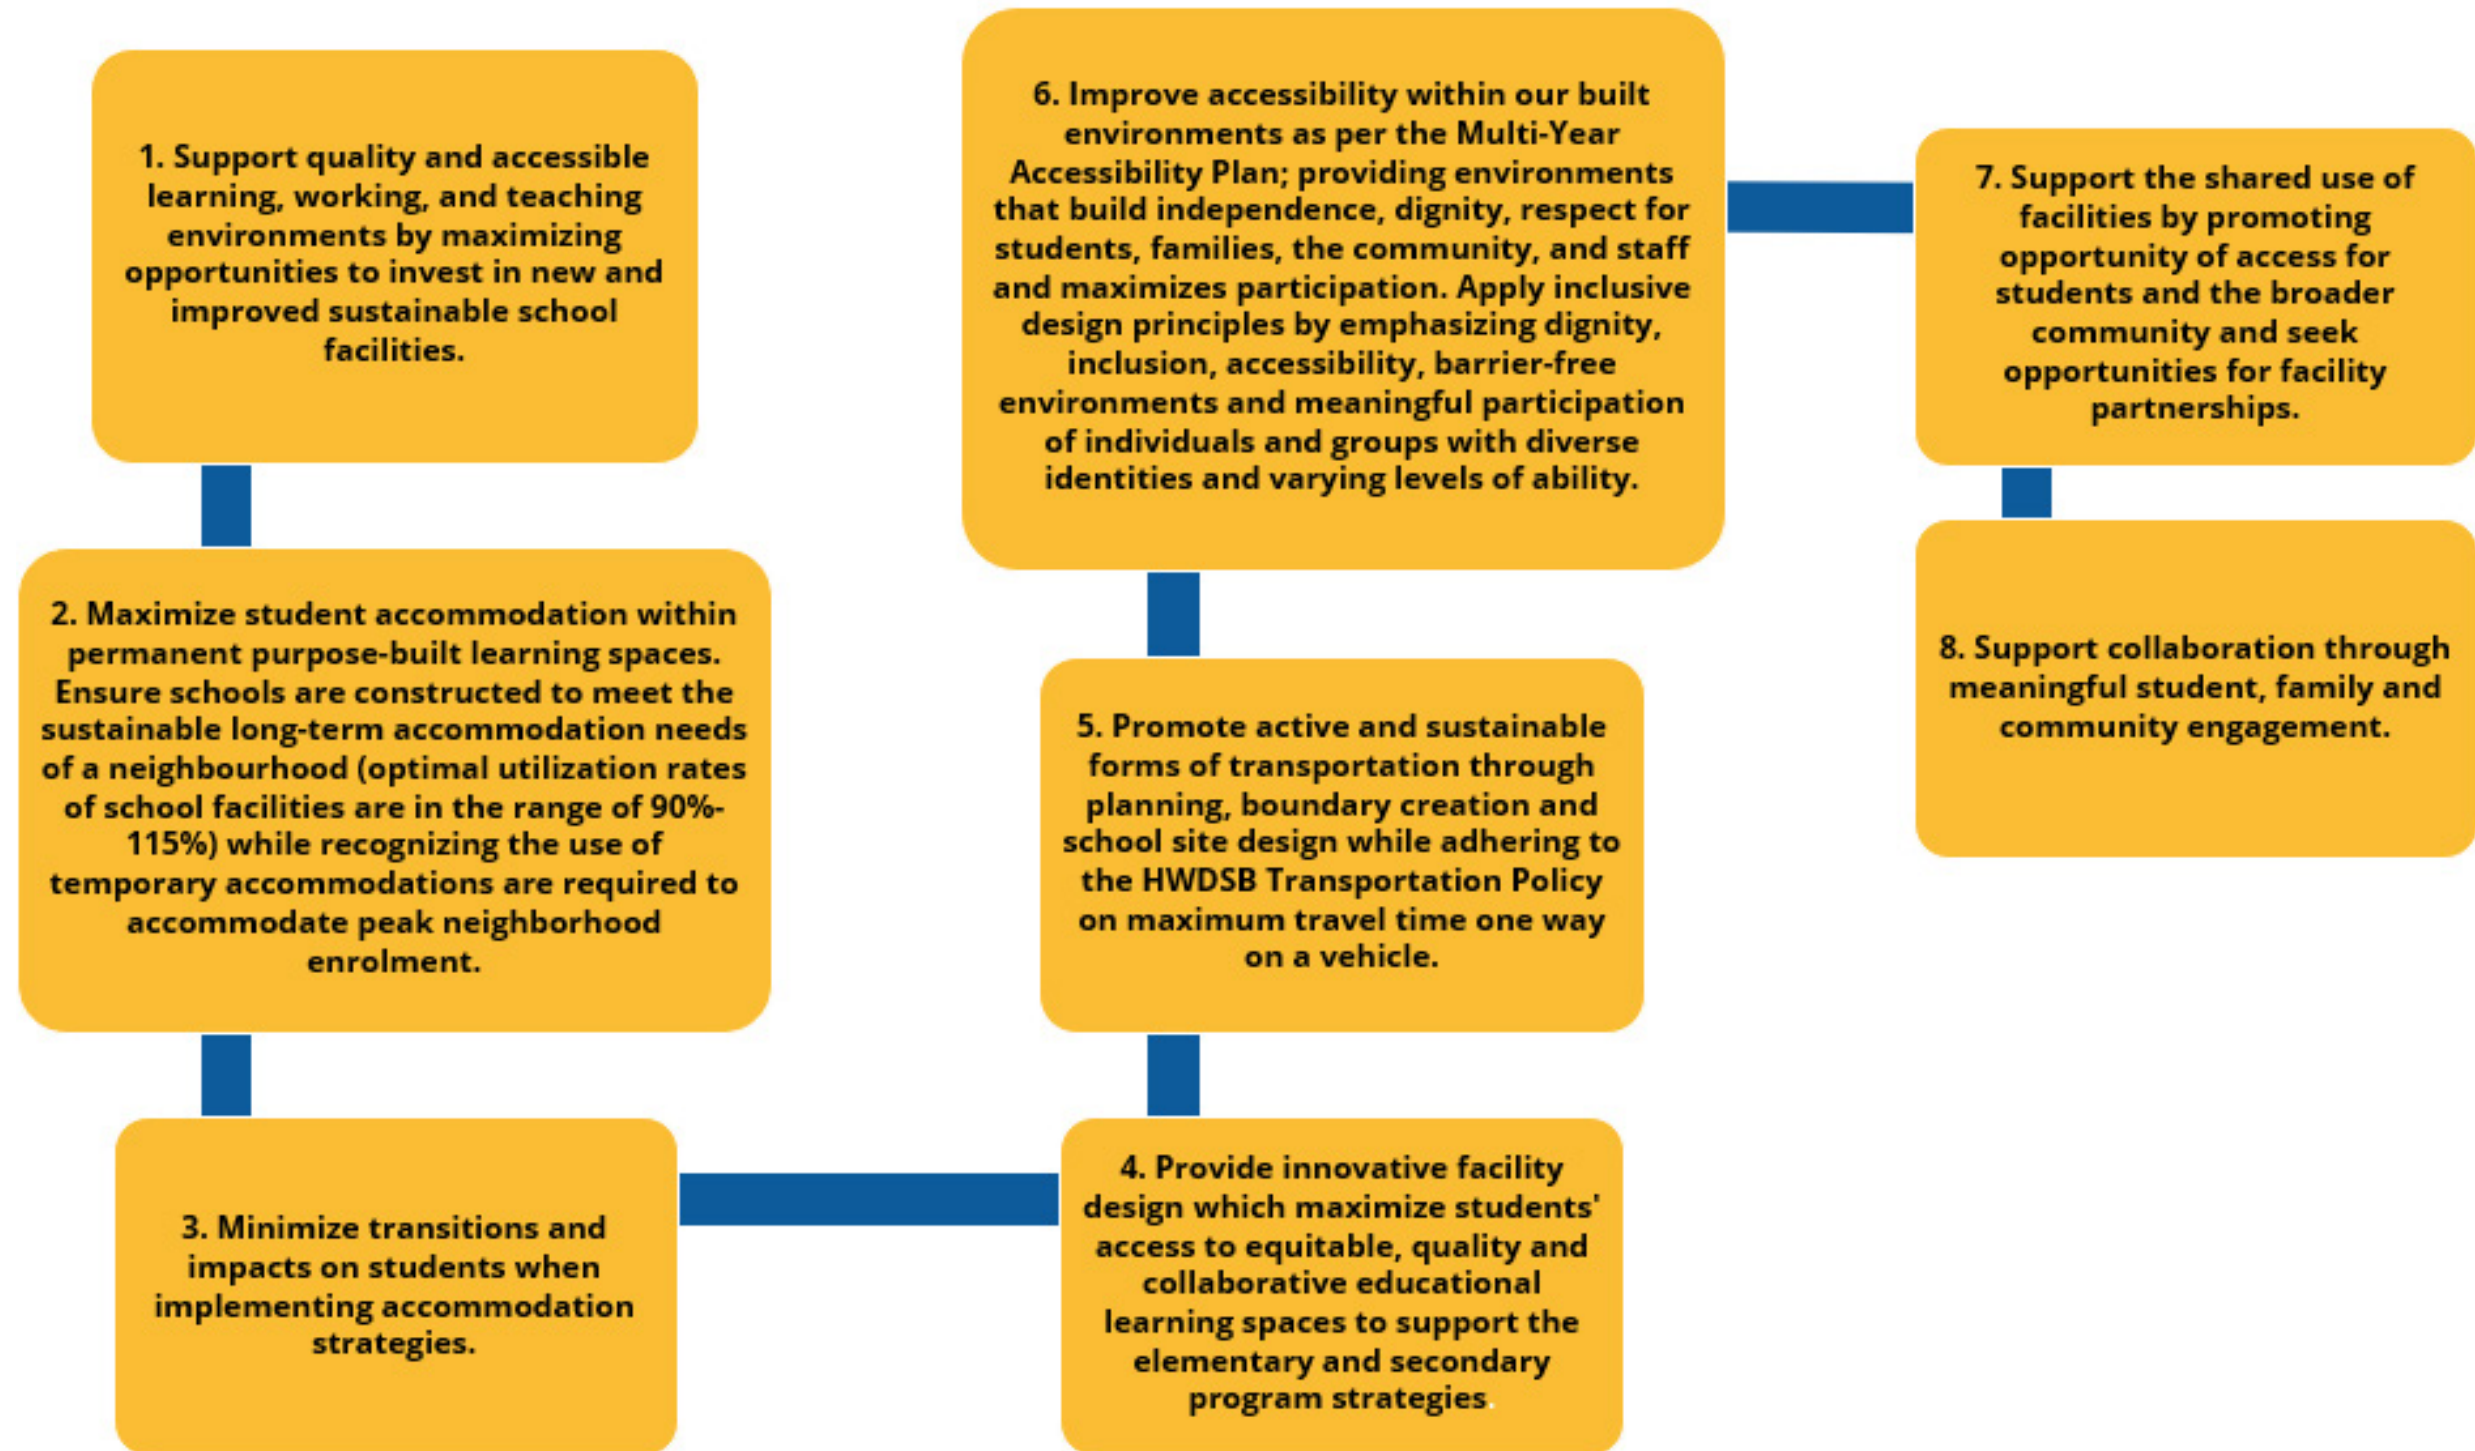 1. Support quality and accessible
learning, working, and teaching
environments by maximizing
opportunities to invest in new and
improved sustainable school
facilities.
2. Maximize student accommodation within
permanent purpose-built learning spaces.
Ensure schools are constructed to meet the
sustainable long-term accommodation needs
of a neighbourhood (optimal utilization rates
of school facilities are in the range of 90%-
115%) while recognizing the use of
temporary accommodations are required to
accommodate peak neighborhood
enrolment.
3. Minimize transitions and
impacts on students when
implementing accommodation
strategies.
4. Provide innovative facility
design which maximize students'
access to equitable, quality and
collaborative educational
learning spaces to support the
elementary and secondary
program strategies.
5. Promote active and sustainable
forms of transportation through
planning, boundary creation and
school site design while adhering to
the HWDSB Transportation Policy
on maximum travel time one way
on a vehicle.
6. Improve accessibility within our built
environments as per the Multi-Year
Accessibility Plan; providing environments
that build independence, dignity, respect for
students, families, the community, and staff
and maximizes participation. Apply inclusive
design principles by emphasizing dignity,
inclusion, accessibility, barrier-free
environments and meaningful participation
of individuals and groups with diverse
identities and varying levels of ability.
7. Support the shared use of
facilities by promoting
opportunity of access for
students and the broader
community and seek
opportunities for facility
partnerships.
8. Support collaboration through
meaningful student, family and
community engagement.